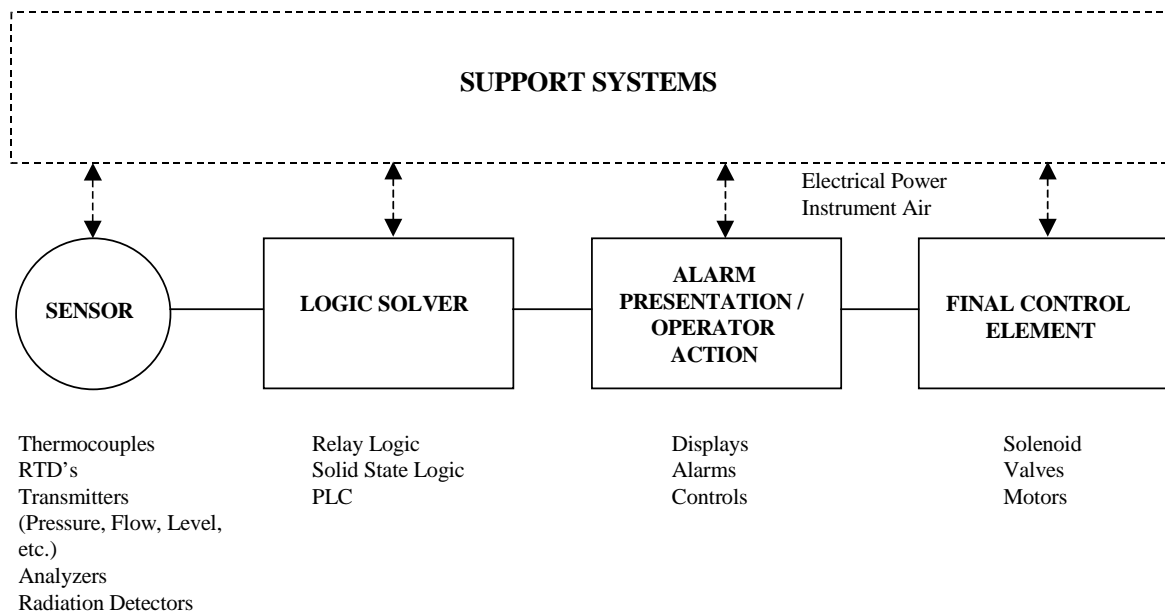 SUPPORT SYSTEMS
Electrical Power
Instrument Air
SENSOR
LOGIC SOLVER
ALARM
PRESENTATION /
OPERATOR
ACTION
FINAL CONTROL
ELEMENT
Thermocouples
RTD's
Transmitters
(Pressure, Flow, Level,
etc.)
Analyzers
Radiation Detectors
Relay Logic
Solid State Logic
PLC
Displays
Alarms
Controls
Solenoid
Valves
Motors